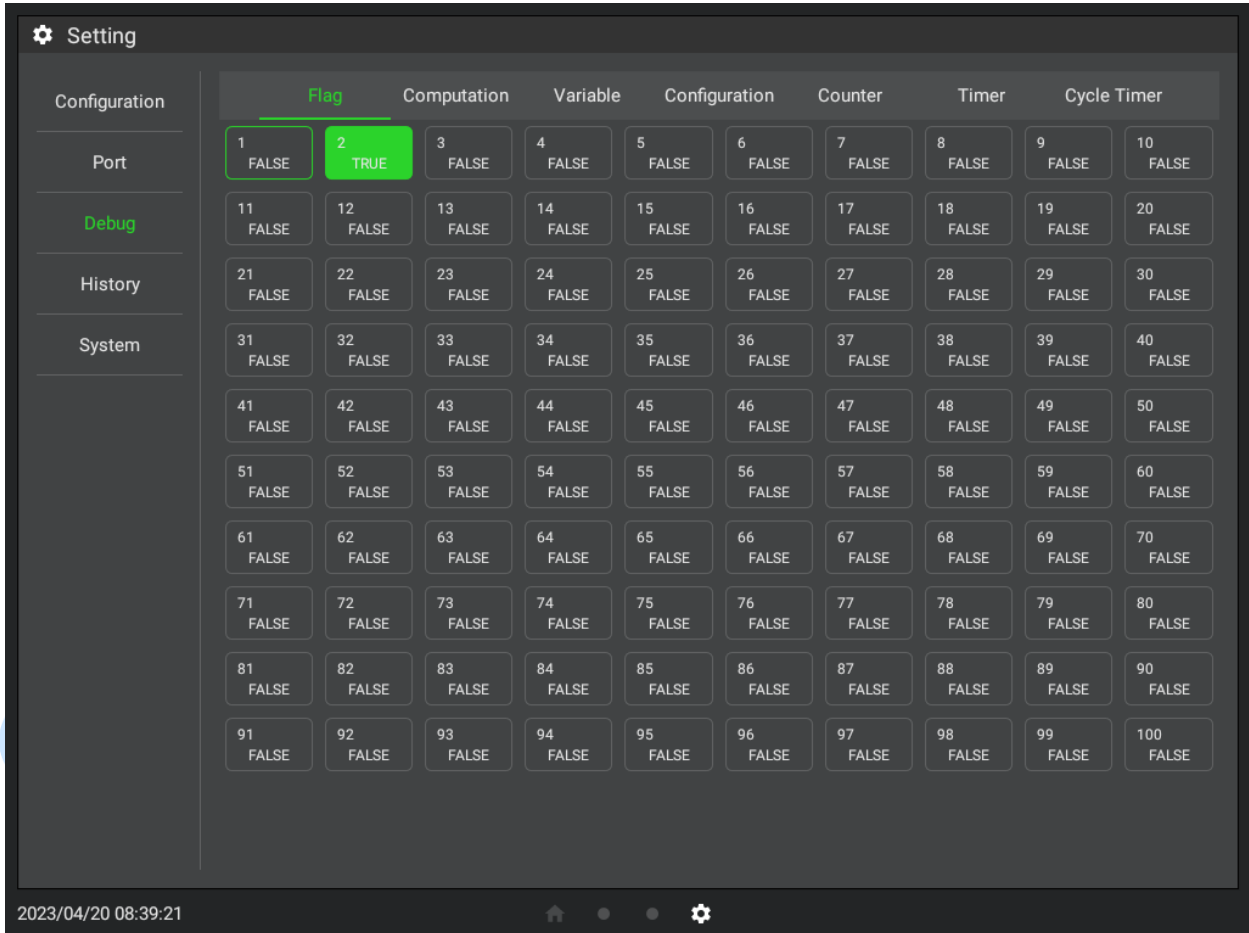 Setting
Configuration
Port
Debug
History
System
Flag Computation Variable Configuration Counter Timer Cycle Timer
1 2 3 4 5 6 7 8 9 10
FALSE TRUE FALSE FALSE FALSE FALSE FALSE FALSE FALSE FALSE
11 12 13 14 15 16 17 18 19 20
FALSE FALSE FALSE FALSE FALSE FALSE FALSE FALSE FALSE FALSE
21 22 23 24 25 26 27 28 29 30
FALSE FALSE FALSE FALSE FALSE FALSE FALSE FALSE FALSE FALSE
31 32 33 34 35 36 37 38 39 40
FALSE FALSE FALSE FALSE FALSE FALSE FALSE FALSE FALSE FALSE
41 42 43 44 45 46 47 48 49 50
FALSE FALSE FALSE FALSE FALSE FALSE FALSE FALSE FALSE FALSE
51 52 53 54 55 56 57 58 59 60
FALSE FALSE FALSE FALSE FALSE FALSE FALSE FALSE FALSE FALSE
61 62 63 64 65 66 67 68 69 70
FALSE FALSE FALSE FALSE FALSE FALSE FALSE FALSE FALSE FALSE
71 72 73 74 75 76 77 78 79 80
FALSE FALSE FALSE FALSE FALSE FALSE FALSE FALSE FALSE FALSE
81 82 83 84 85 86 87 88 89 90
FALSE FALSE FALSE FALSE FALSE FALSE FALSE FALSE FALSE FALSE
91 92 93 94 95 96 97 98 99 100
FALSE FALSE FALSE FALSE FALSE FALSE FALSE FALSE FALSE FALSE
2023/04/20 08:39:21